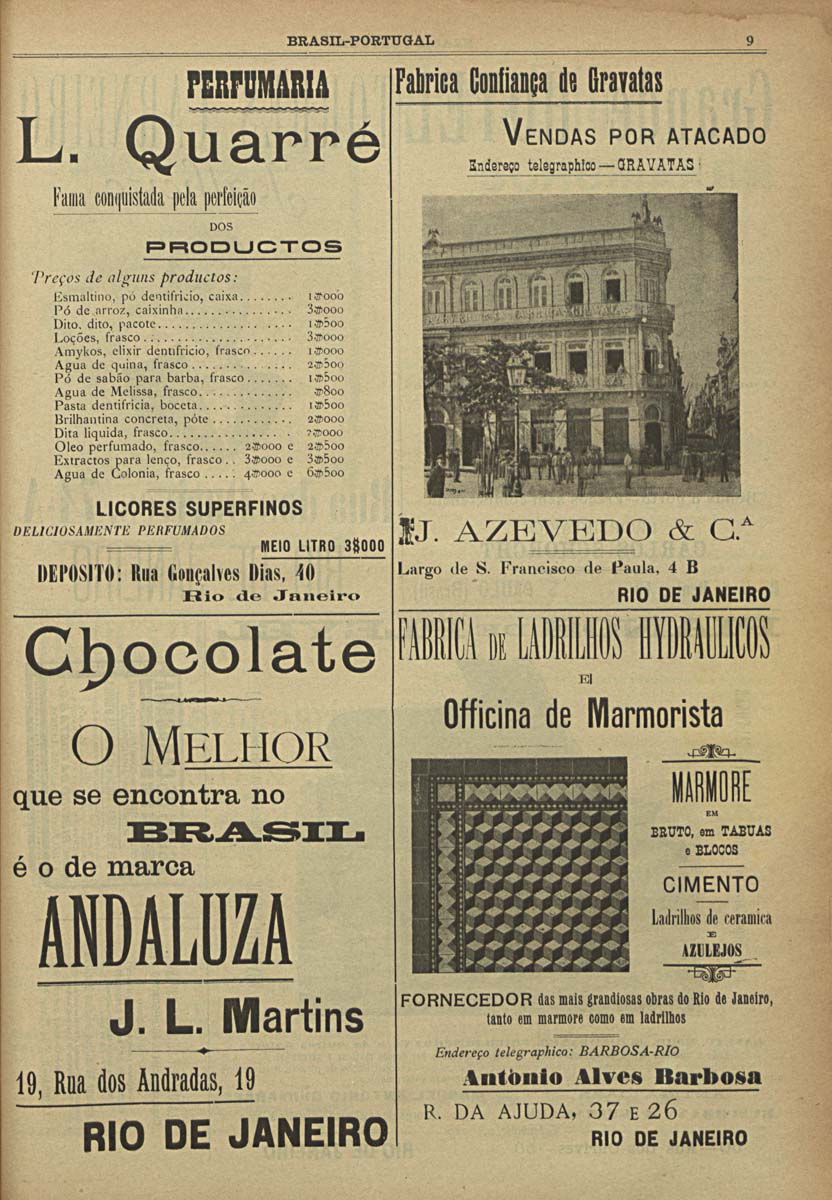 BRASIL-PORTUGAL 9
PERFUMARIA
L. Quarré
Fama conquistada pela perfeição
DOS
PRODUCTOS
Preços de alguns productos:
Esmaltino, pó dentifricio, caixa........ 1$000
Pó de arroz, caixinha................ 3$000
Dito, dito, pacote.................... 1$500
Loções, frasco...................... 3$000
Amykos, elixir dentifricio, frasco...... 1$000
Agua de quina, frasco................ 2$500
Pó de sabão para barba, frasco....... 1$500
Agua de Melissa, frasco.............. $800
Pasta dentifricia, boceta.............. 1$500
Brilhantina concreta, póte............ 2$000
Dita liquida, frasco.................. $000
Oleo perfumado, frasco...... 2$000 e 2$500
Extractos para lenço, frasco.. 3$000 e 3$500
Agua de Colonia, frasco..... 4$000 e 6$500
LICORES SUPERFINOS
DELICIOSAMENTE PERFUMADOS
MEIO LITRO 3$000
DEPOSITO: Rua Gonçalves Dias, 40
Rio de Janeiro
Chocolate
O MELHOR
que se encontra no
BRASIL
é o de marca
ANDALUZA
J. L. Martins
19, Rua dos Andradas, 19
RIO DE JANEIRO
Fabrica Confiança de Gravatas
VENDAS POR ATACADO
Endereço telegraphico — GRAVATAS
J. AZEVEDO & C.A
Largo de S. Francisco de Paula, 4 B
RIO DE JANEIRO
FABRICA DE LADRILHOS HYDRAULICOS
E
Officina de Marmorista
MARMORE
EM
BRUTO, em TABUAS
e BLOCOS
CIMENTO
Ladrilhos de ceramica
E
AZULEJOS
FORNECEDOR das mais grandiosas obras do Rio de Janeiro,
tanto em marmore como em ladrilhos
Endereço telegraphico: BARBOSA-RIO
Antònio Alves Barbosa
R. DA AJUDA, 37 E 26
RIO DE JANEIRO